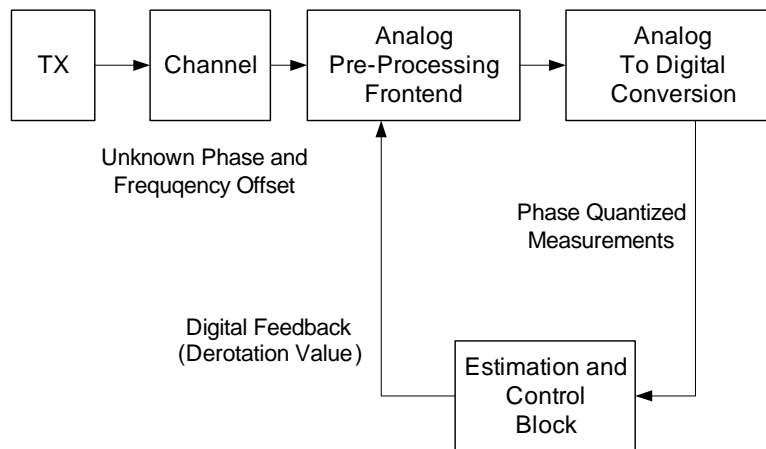 TX
Channel
Analog
Pre-Processing
Frontend
Analog
To Digital
Conversion
Unknown Phase and
Frequqency Offset
Phase Quantized
Measurements
Digital Feedback
(Derotation Value)
Estimation and
Control
Block